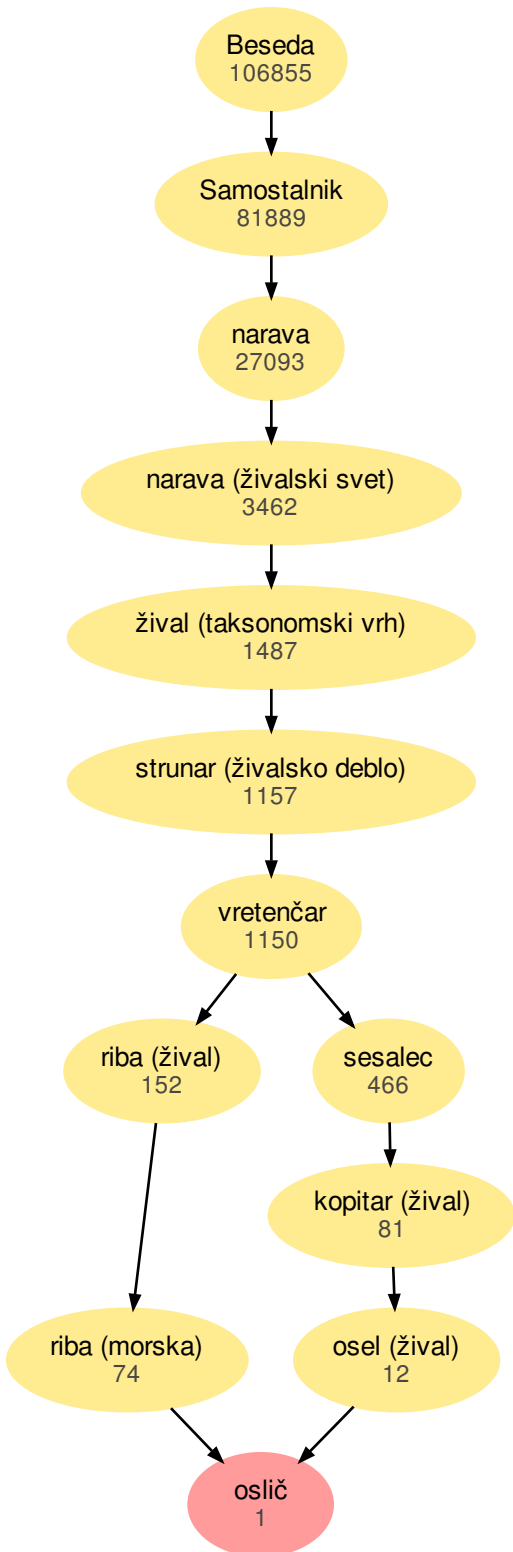 Beseda
106855
Samostalnik
81889
narava
27093
narava (živalski svet)
3462
žival (taksonomski vrh)
1487
strunar (živalsko deblo)
1157
vretenčar
1150
riba (žival)
152
sesalec
466
kopitar (žival)
81
riba (morska)
74
osel (žival)
12
oslič
1